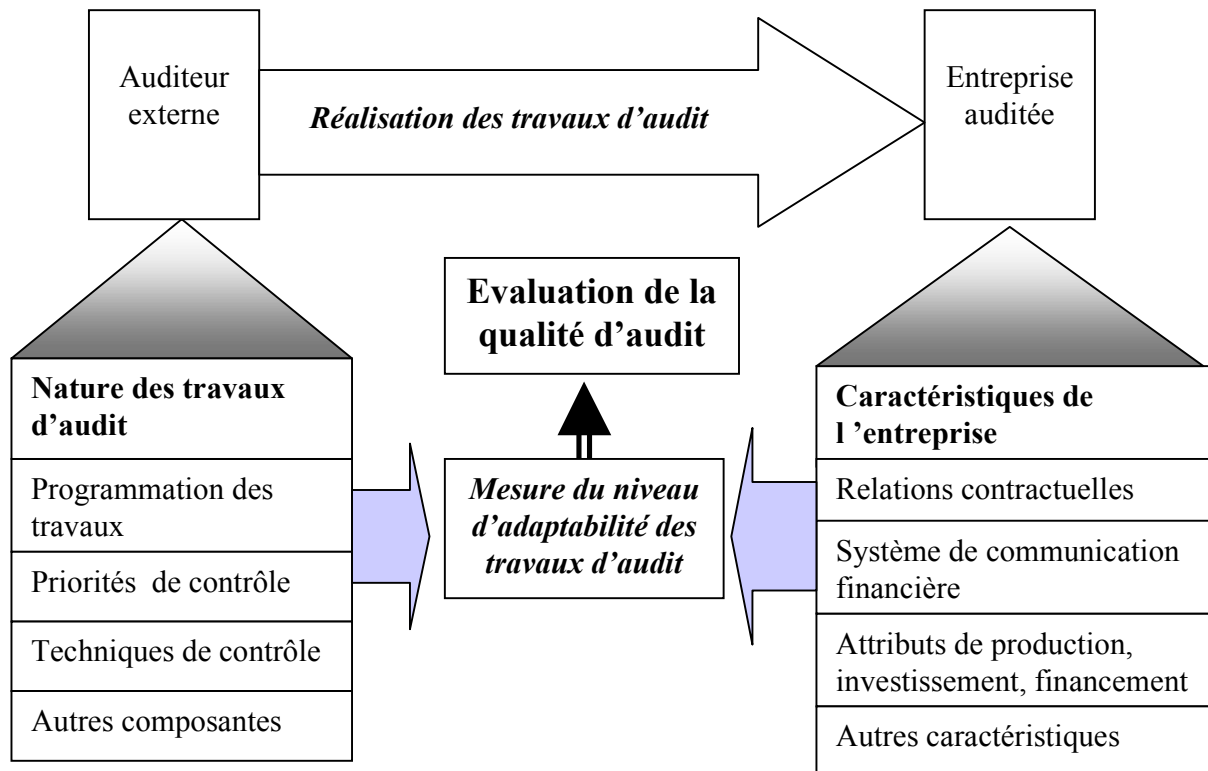 Auditeur
externe
Réalisation des travaux d’audit
Entreprise
auditée
Evaluation de la
qualité d’audit
Nature des travaux
d’audit
Programmation des
travaux
Priorités de contrôle
Techniques de contrôle
Autres composantes
Mesure du niveau
d’adaptabilité des
travaux d’audit
Caractéristiques de
l ’entreprise
Relations contractuelles
Système de communication
financière
Attributs de production,
investissement, financement
Autres caractéristiques